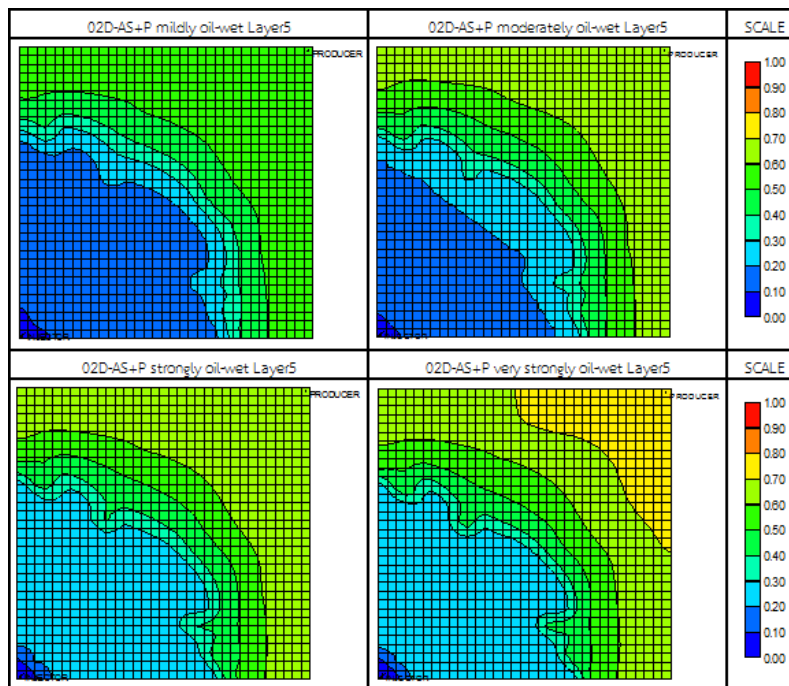 02D-AS+P mildly oil-wet Layer5
02D-AS+P moderately oil-wet Layer5
SCALE
PRODUCER
PRODUCER
1.00
0.90
0.80
0.70
0.60
0.50
0.40
0.30
0.20
0.10
0.00
02D-AS+P strongly oil-wet Layer5
02D-AS+P very strongly oil-wet Layer5
SCALE
PRODUCER
PRODUCER
1.00
0.90
0.80
0.70
0.60
0.50
0.40
0.30
0.20
0.10
0.00